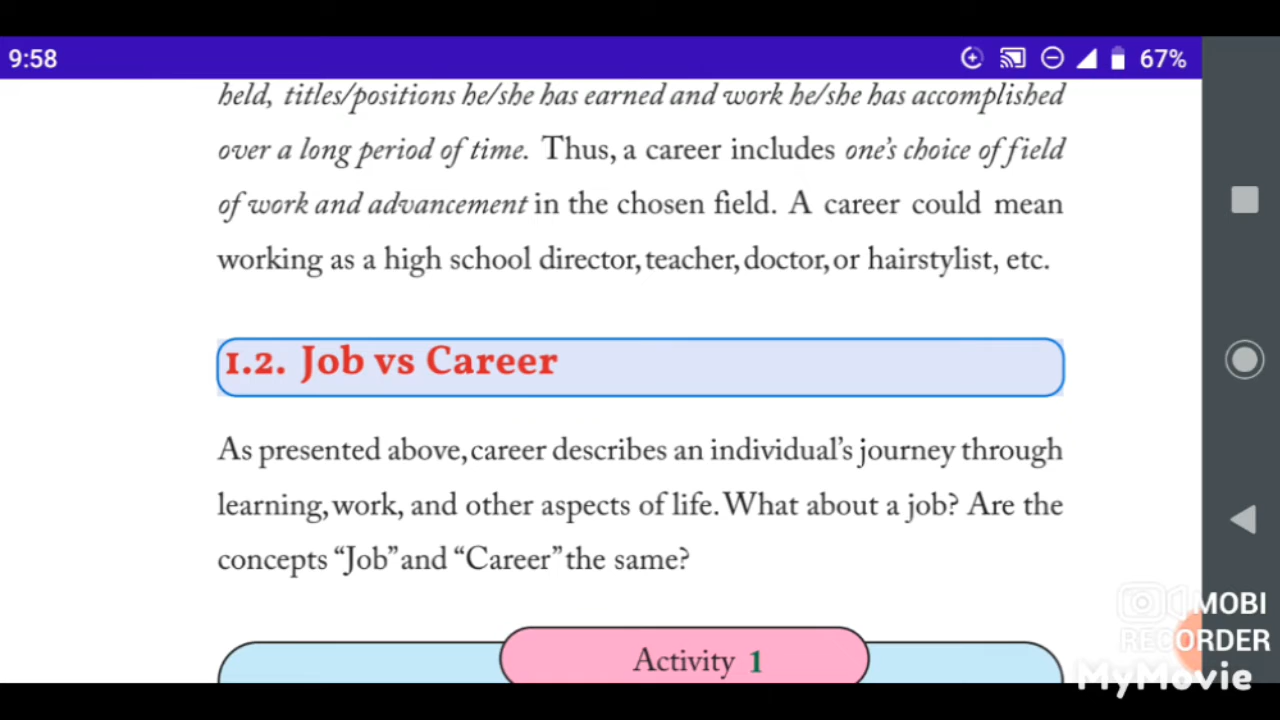 9:58
67%
held, titles/positions he/she has earned and work he/she has accomplished
over a long period of time. Thus, a career includes one's choice of field
of work and advancement in the chosen field. A career could mean
working as a high school director, teacher, doctor, or hairstylist, etc.
1.2. Job vs Career
As presented above, career describes an individual's journey through
learning, work, and other aspects of life. What about a job? Are the
concepts “Job” and “Career” the same?
Activity 1
MOBI
RECORDER
MyMovie